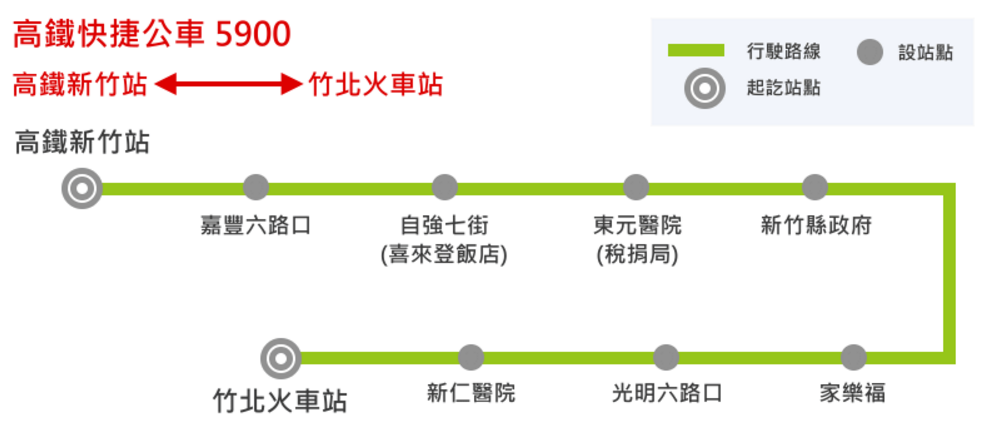 高鐵快捷公車 5900
高鐵新竹站 竹北火車站
行駛路線 設站點
起訖站點
高鐵新竹站
嘉豐六路口 自強七街 東元醫院 新竹縣政府
(喜來登飯店) (稅捐局)
竹北火車站 新仁醫院 光明六路口 家樂福